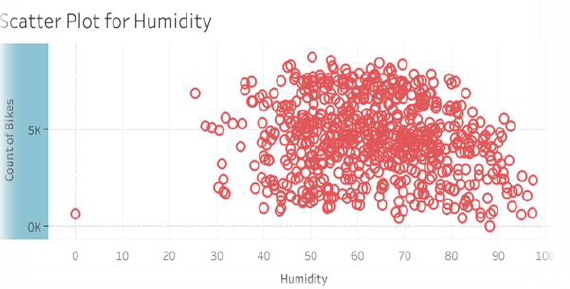 Scatter Plot for Humidity
Count of Bikes
5K
0K
0 10 20 30 40 50 60 70 80 90 100
Humidity